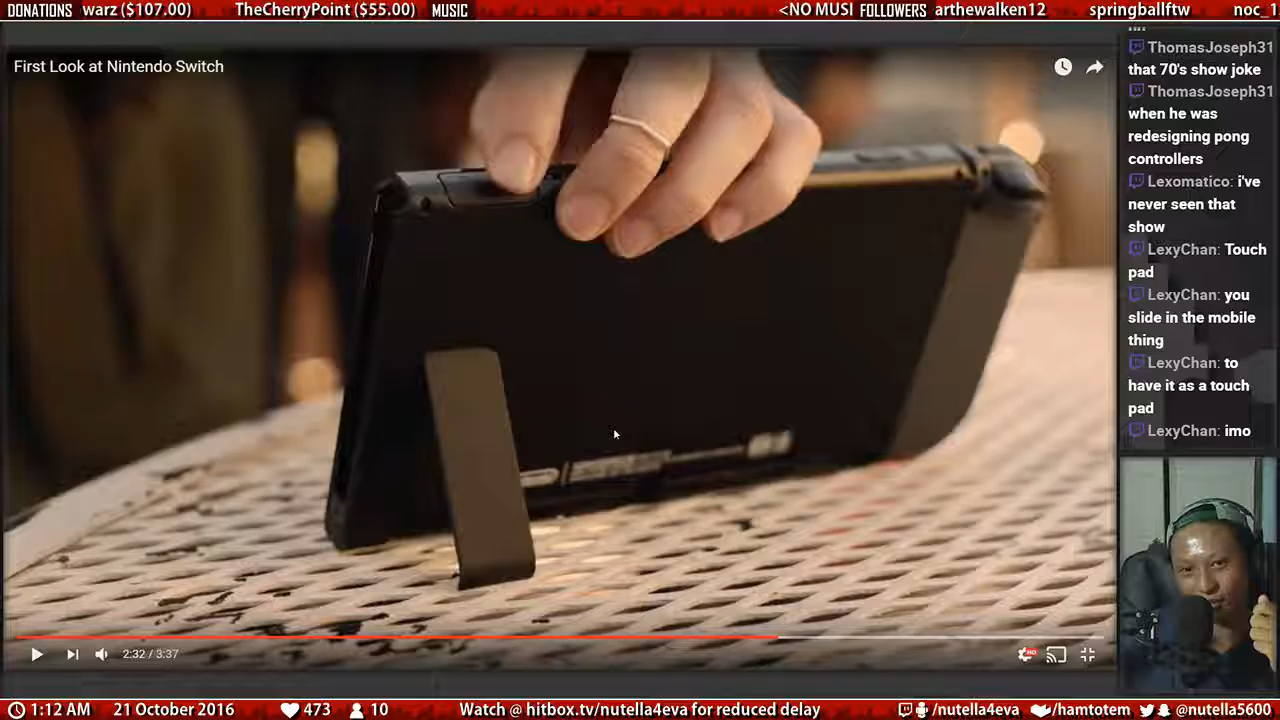 DONATIONS warz ($107.00) TheCherryPoint ($55.00) MUSIC <NO MUSI FOLLOWERS arthewalken12 springballftw noc_1
First Look at Nintendo Switch
ThomasJoseph31
that 70's show joke
ThomasJoseph31
when he was
redesigning pong
controllers
Lexomatico: i've
never seen that
show
LexyChan: Touch
pad
LexyChan: you
slide in the mobile
thing
LexyChan: to
have it as a touch
pad
LexyChan: imo
2:32 / 3:37
HD
1:12 AM 21 October 2016 473 10 Watch @ hitbox.tv/nutella4eva for reduced delay /nutella4eva /hamtotem @nutella5600